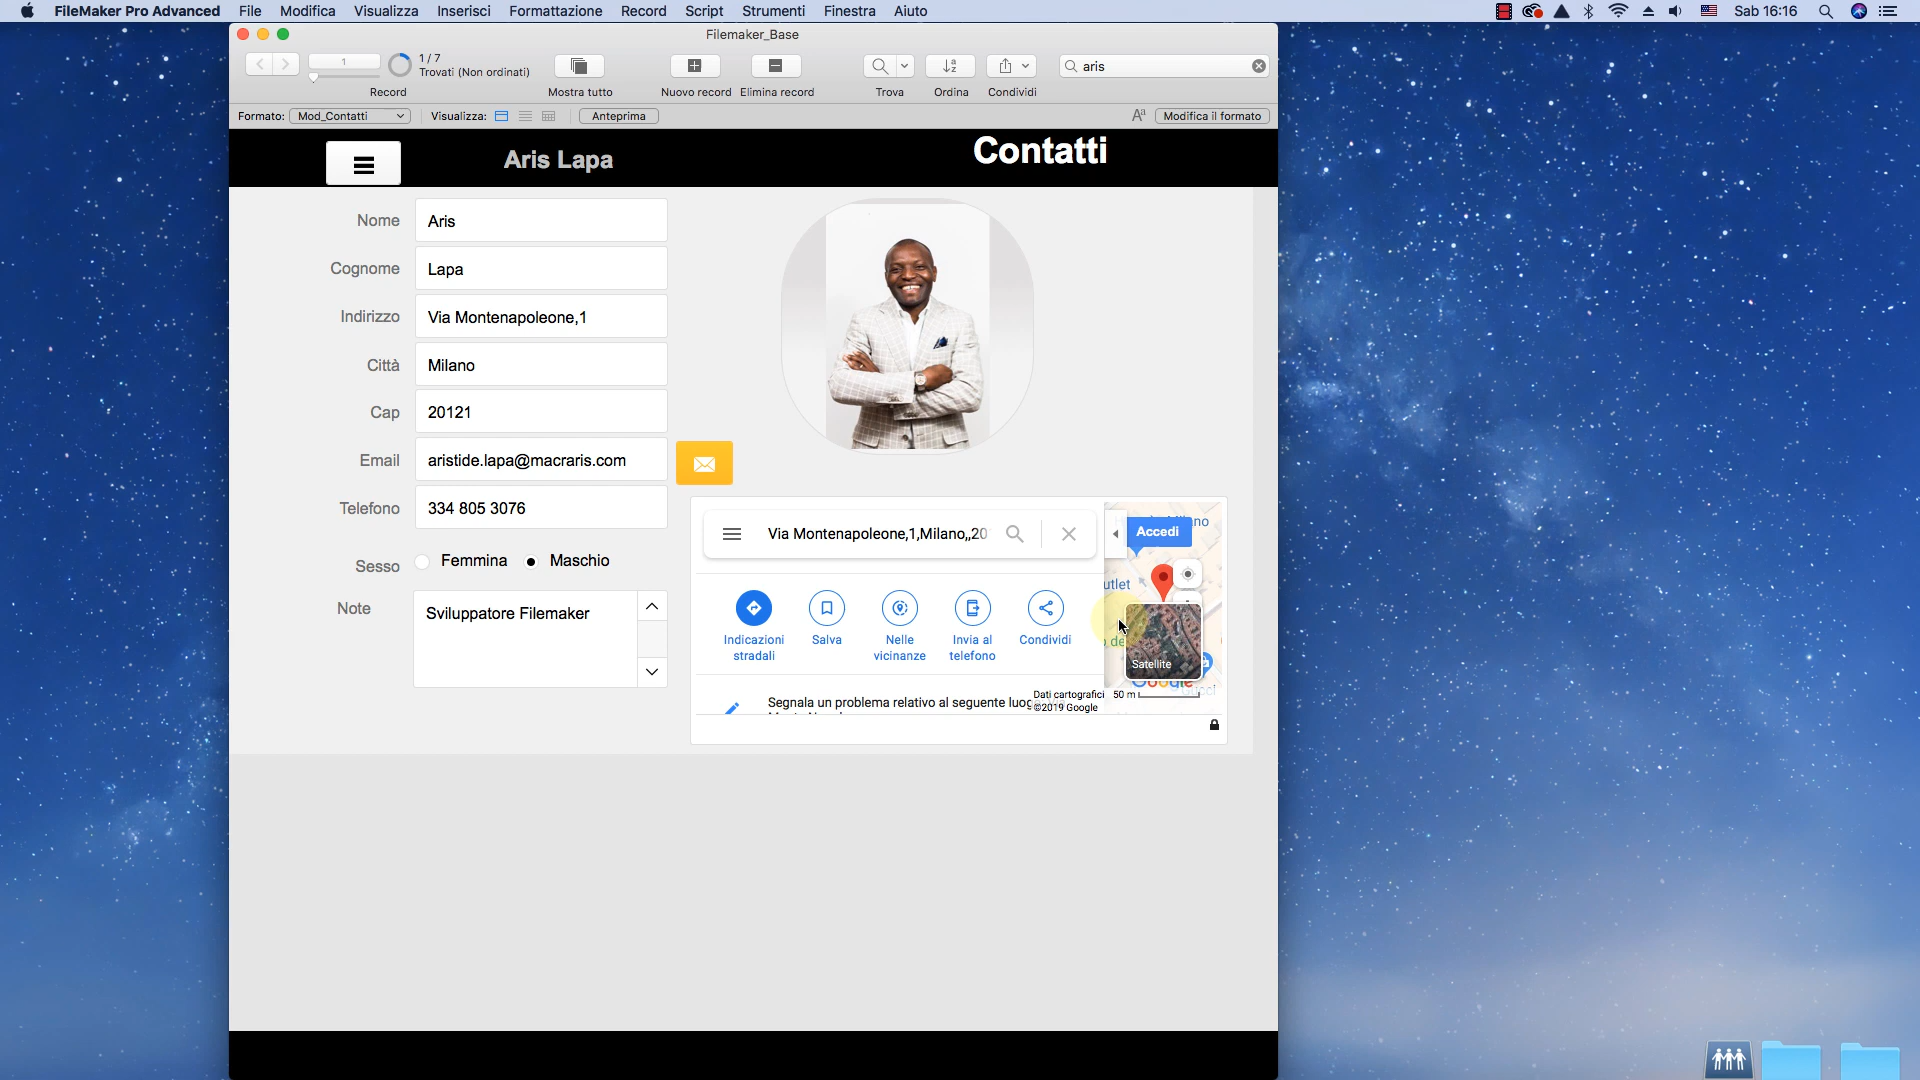 FileMaker Pro Advanced File Modifica Visualizza Inserisci Formattazione Record Script Strumenti Finestra Aiuto Sab 16:16
Filemaker_Base
1
1 / 7
Trovati (Non ordinati)
aris
Record Mostra tutto Nuovo record Elimina record Trova Ordina Condividi
Formato: Mod_Contatti Visualizza: Anteprima Aª Modifica il formato
Aris Lapa
Contatti
Nome Aris
Cognome Lapa
Indirizzo Via Montenapoleone,1
Città Milano
Cap 20121
Email aristide.lapa@macraris.com
Telefono 334 805 3076
Sesso Femmina Maschio
Note Sviluppatore Filemaker
Via Montenapoleone,1,Milano,,20
Accedi
Indicazioni stradali
Salva
Nelle vicinanze
Invia al telefono
Condividi
Satellite
Google
Segnala un problema relativo al seguente luog
Dati cartografici
©2019 Google
50 m